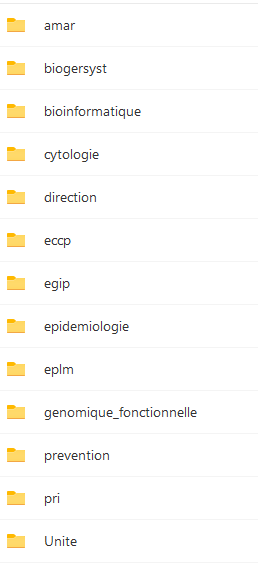 amar
biogersyst
bioinformatique
cytologie
direction
eccp
egip
epidemiologie
eplm
genomique_fonctionnelle
prevention
pri
Unite